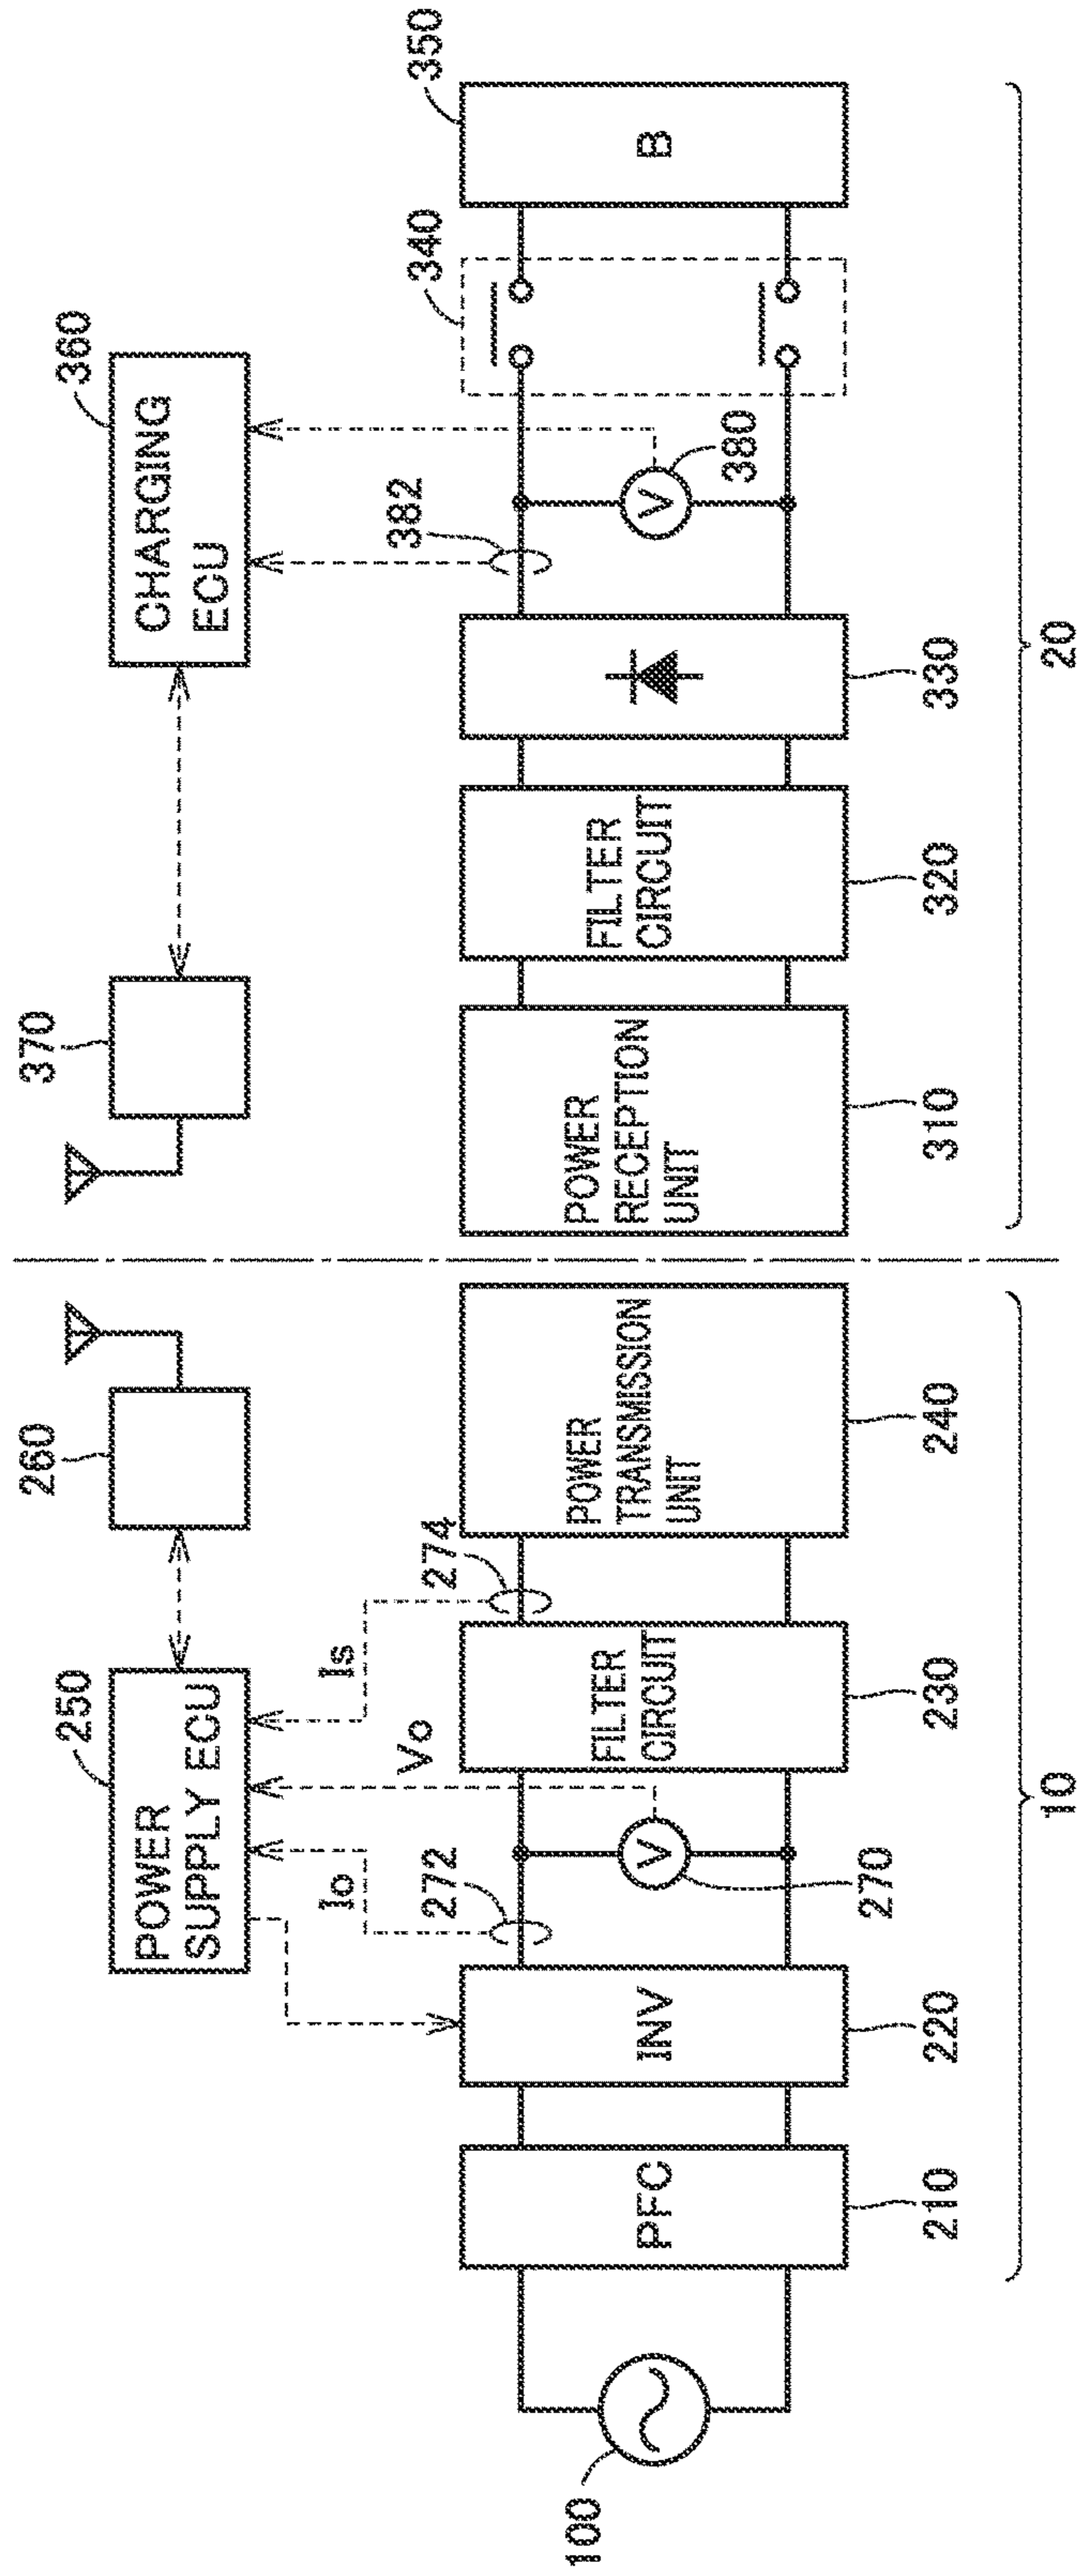 260
370
250
360
POWER
SUPPLY ECU
CHARGING
ECU
Io
Vo
Is
272
274
382
340
350
100
PFC
INV
V
FILTER
CIRCUIT
POWER
TRANSMISSION
UNIT
POWER
RECEPTION
UNIT
FILTER
CIRCUIT
V
B
380
270
210
220
230
240
310
320
330
10
20